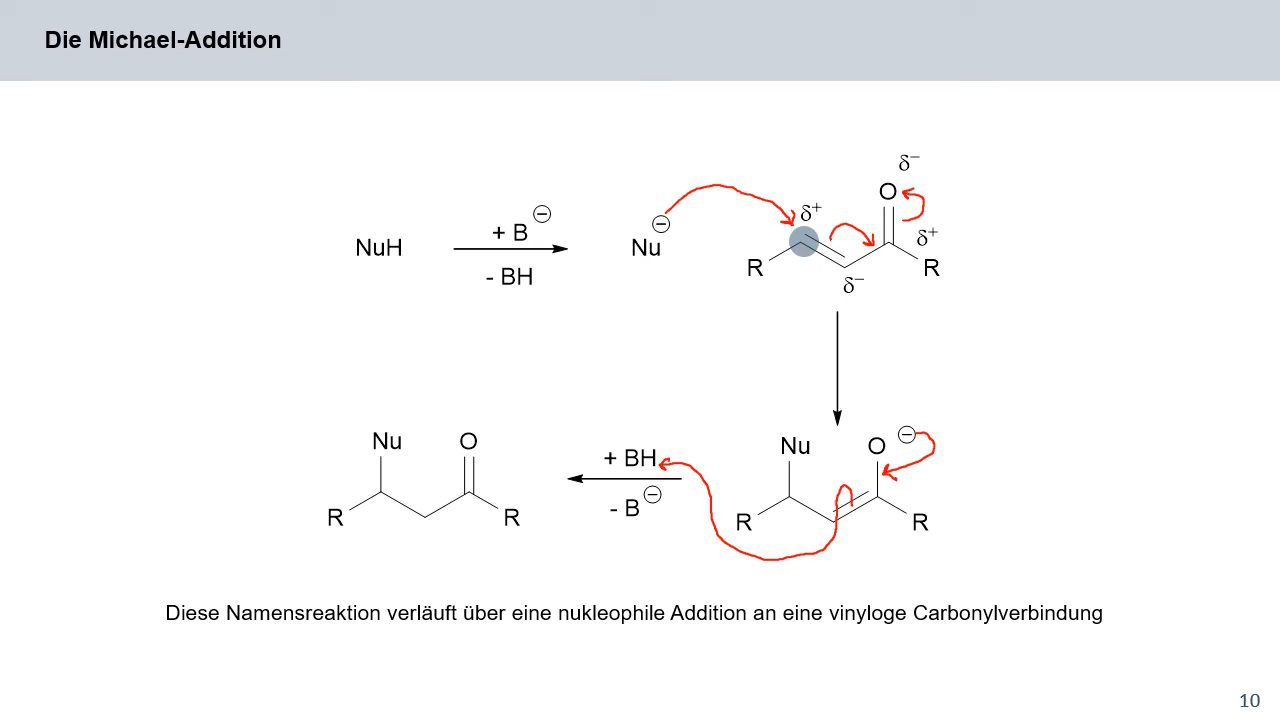 Die Michael-Addition
δ−
O
δ+
NuH
+ B ⊖
- BH
Nu ⊖
δ+
R
δ−
R
Nu
O
R
R
+ BH
- B ⊖
Nu
O ⊖
R
R
Diese Namensreaktion verläuft über eine nukleophile Addition an eine vinyloge Carbonylverbindung
10